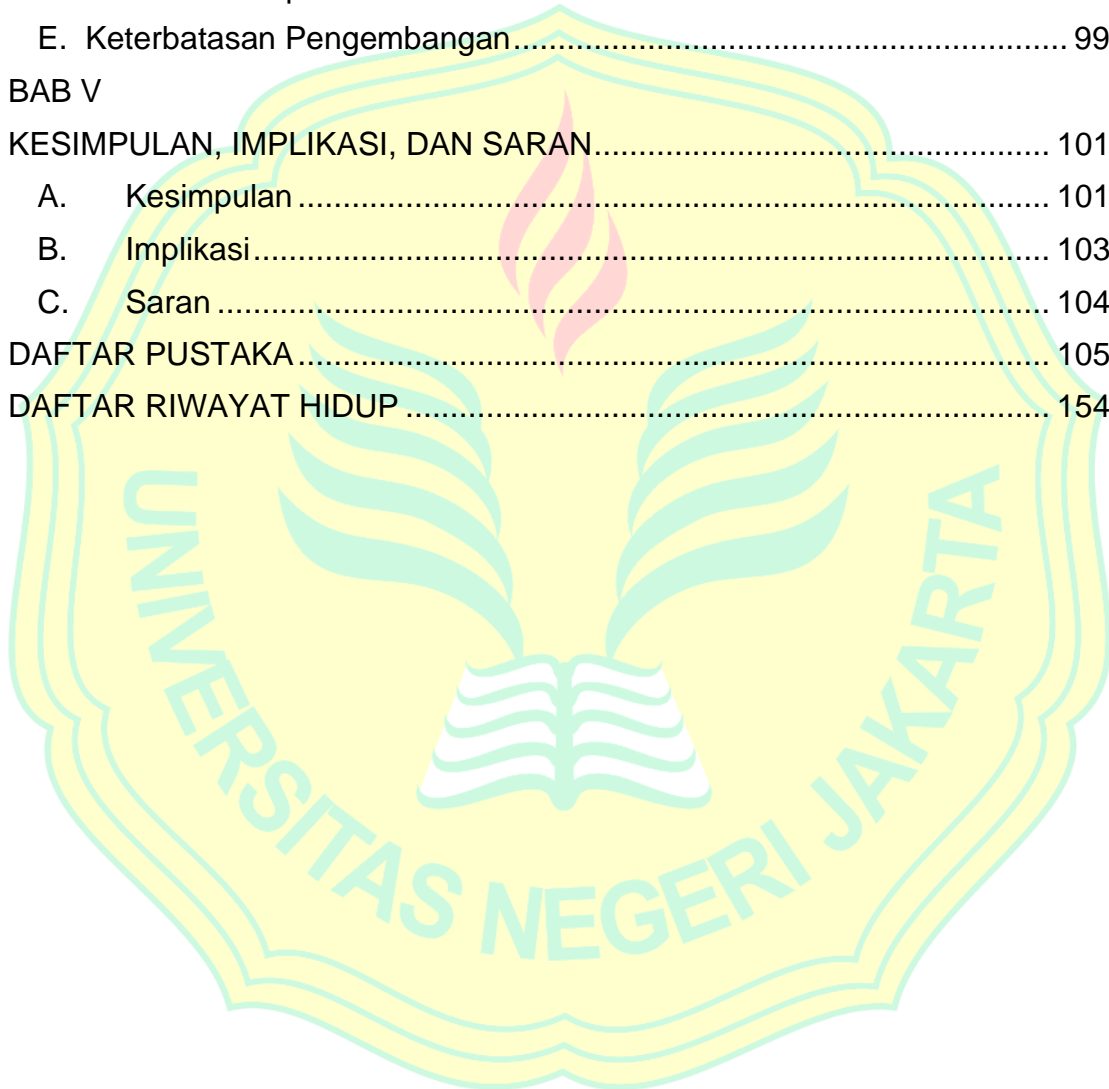 E. Keterbatasan Pengembangan.............................................................. 99
BAB V
KESIMPULAN, IMPLIKASI, DAN SARAN................................................... 101
A. Kesimpulan .................................................................................... 101
B. Implikasi......................................................................................... 103
C. Saran ............................................................................................. 104
DAFTAR PUSTAKA.................................................................................... 105
DAFTAR RIWAYAT HIDUP ........................................................................ 154
UNIVERSITAS NEGERI JAKARTA